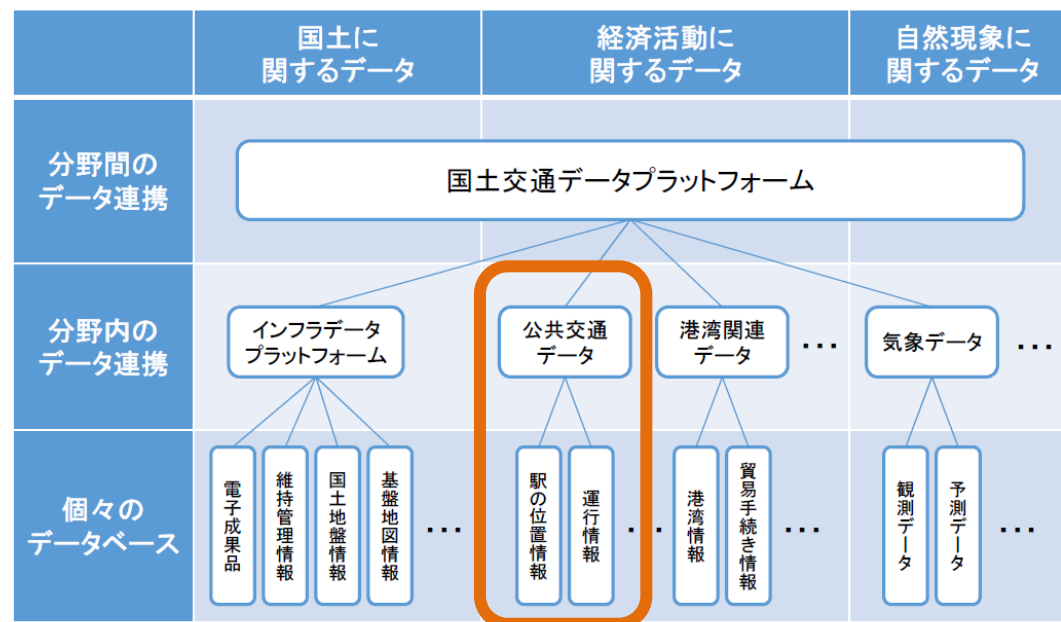 国土に
関するデータ
経済活動に
関するデータ
自然現象に
関するデータ
分野間の
データ連携
国土交通データプラットフォーム
分野内の
データ連携
インフラデータ
プラットフォーム
公共交通
データ
港湾関連
データ
・・・
気象データ
・・・
個々の
データベース
電子成果品
維持管理情報
国土地盤情報
基盤地図情報
・・・
駅の位置情報
運行情報
・・・
港湾情報
貿易手続き情報
・・・
観測データ
予測データ
・・・